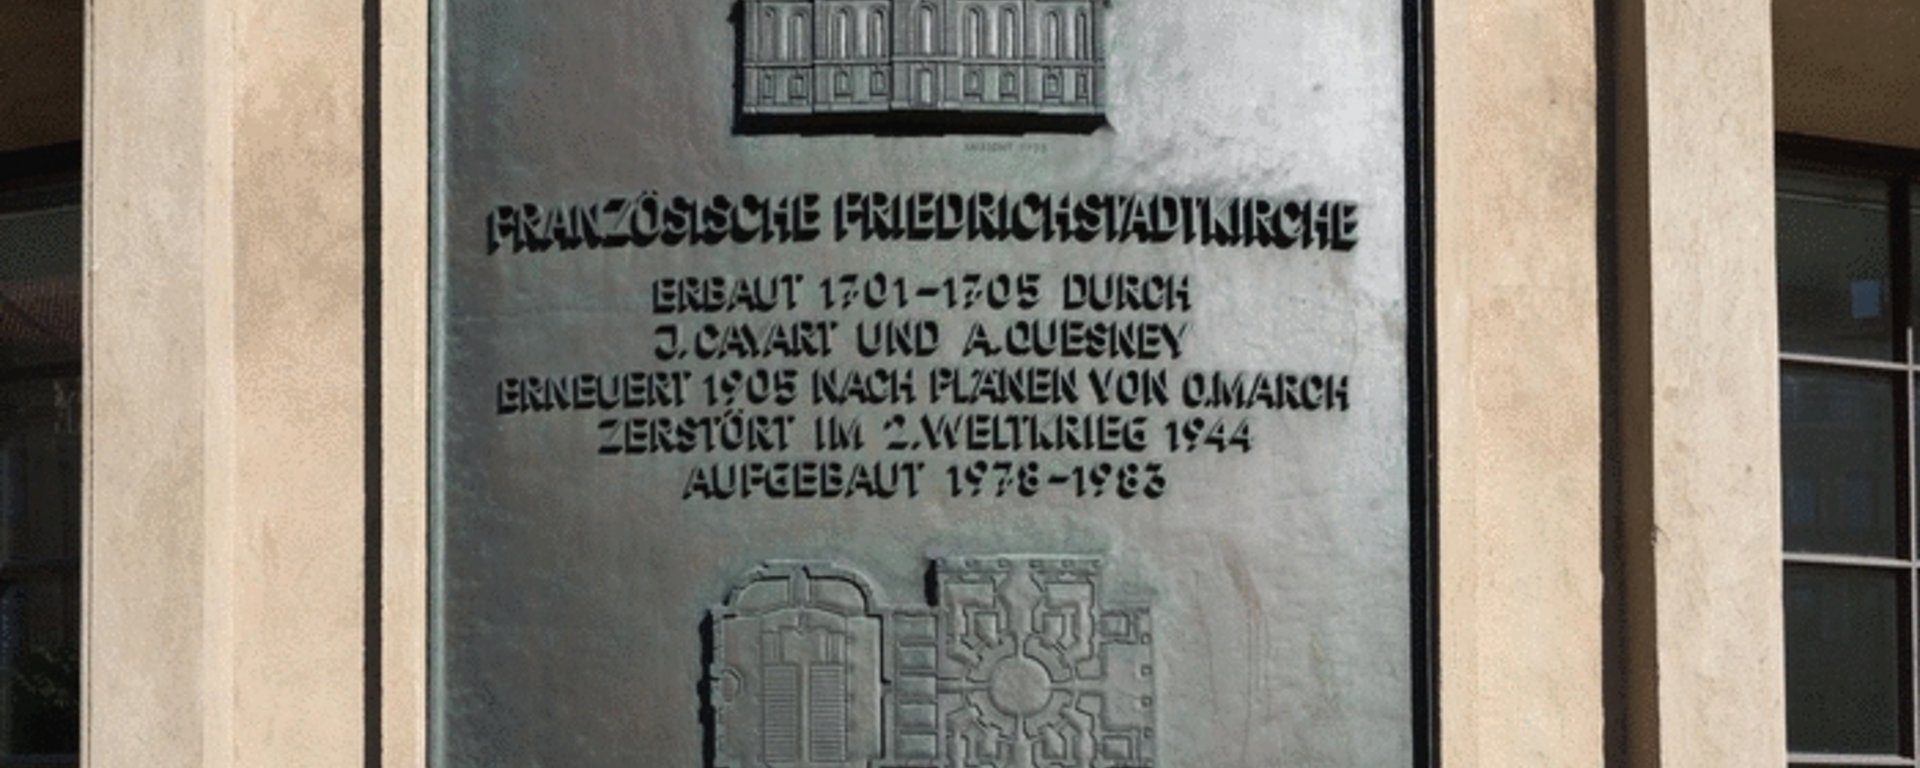 FRANZÖSISCHE FRIEDRICHSTADTKIRCHE
ERBAUT 1701-1705 DURCH
J. CAYART UND A. QUESNEY
ERNEUERT 1905 NACH PLÄNEN VON O. MARCH
ZERSTÖRT IM 2. WELTKRIEG 1944
AUFGEBAUT 1978-1983